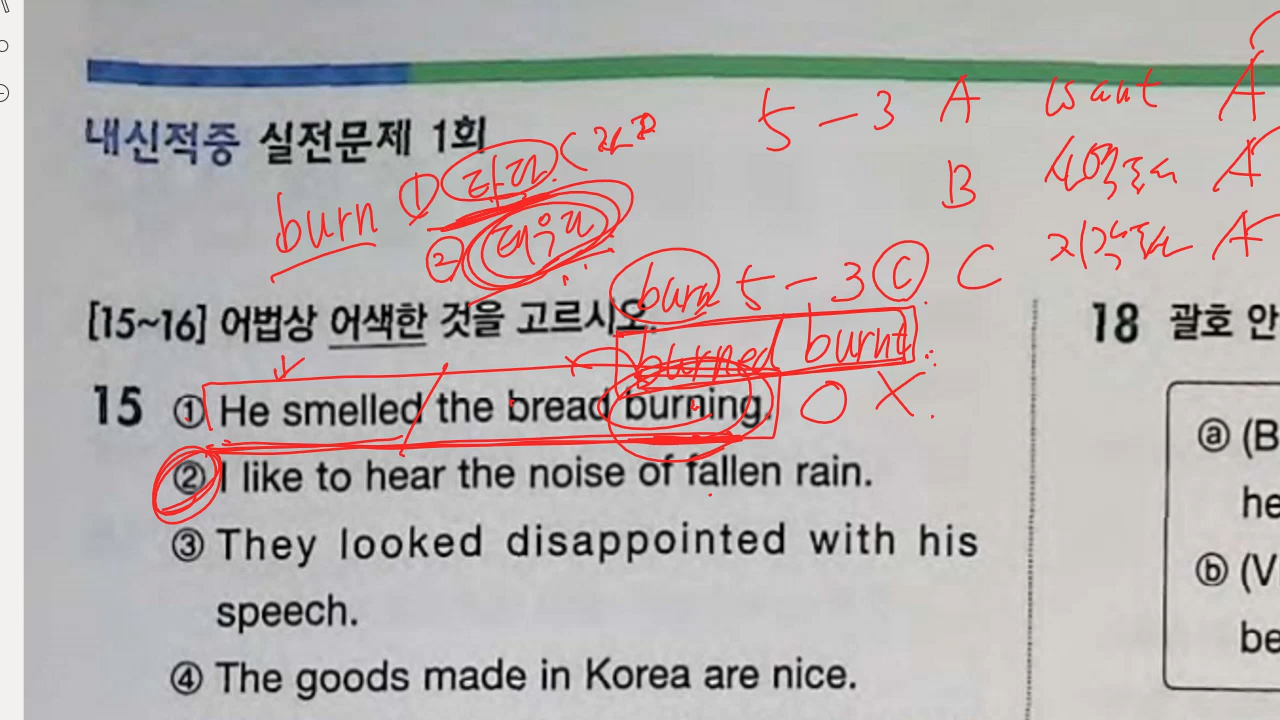 5-3 A want A
내신적중 실전문제 1회
burn ① 타다
B 사역동사 A
② 태우다
지각동사 A
burn 5-3 ⓒ C
[15~16] 어법상 어색한 것을 고르시오.
burned burnt
15 ① He smelled the bread burning. O X
② I like to hear the noise of fallen rain.
③ They looked disappointed with his
speech.
④ The goods made in Korea are nice.
18 괄호 안
ⓐ (B
he
ⓑ (V
be